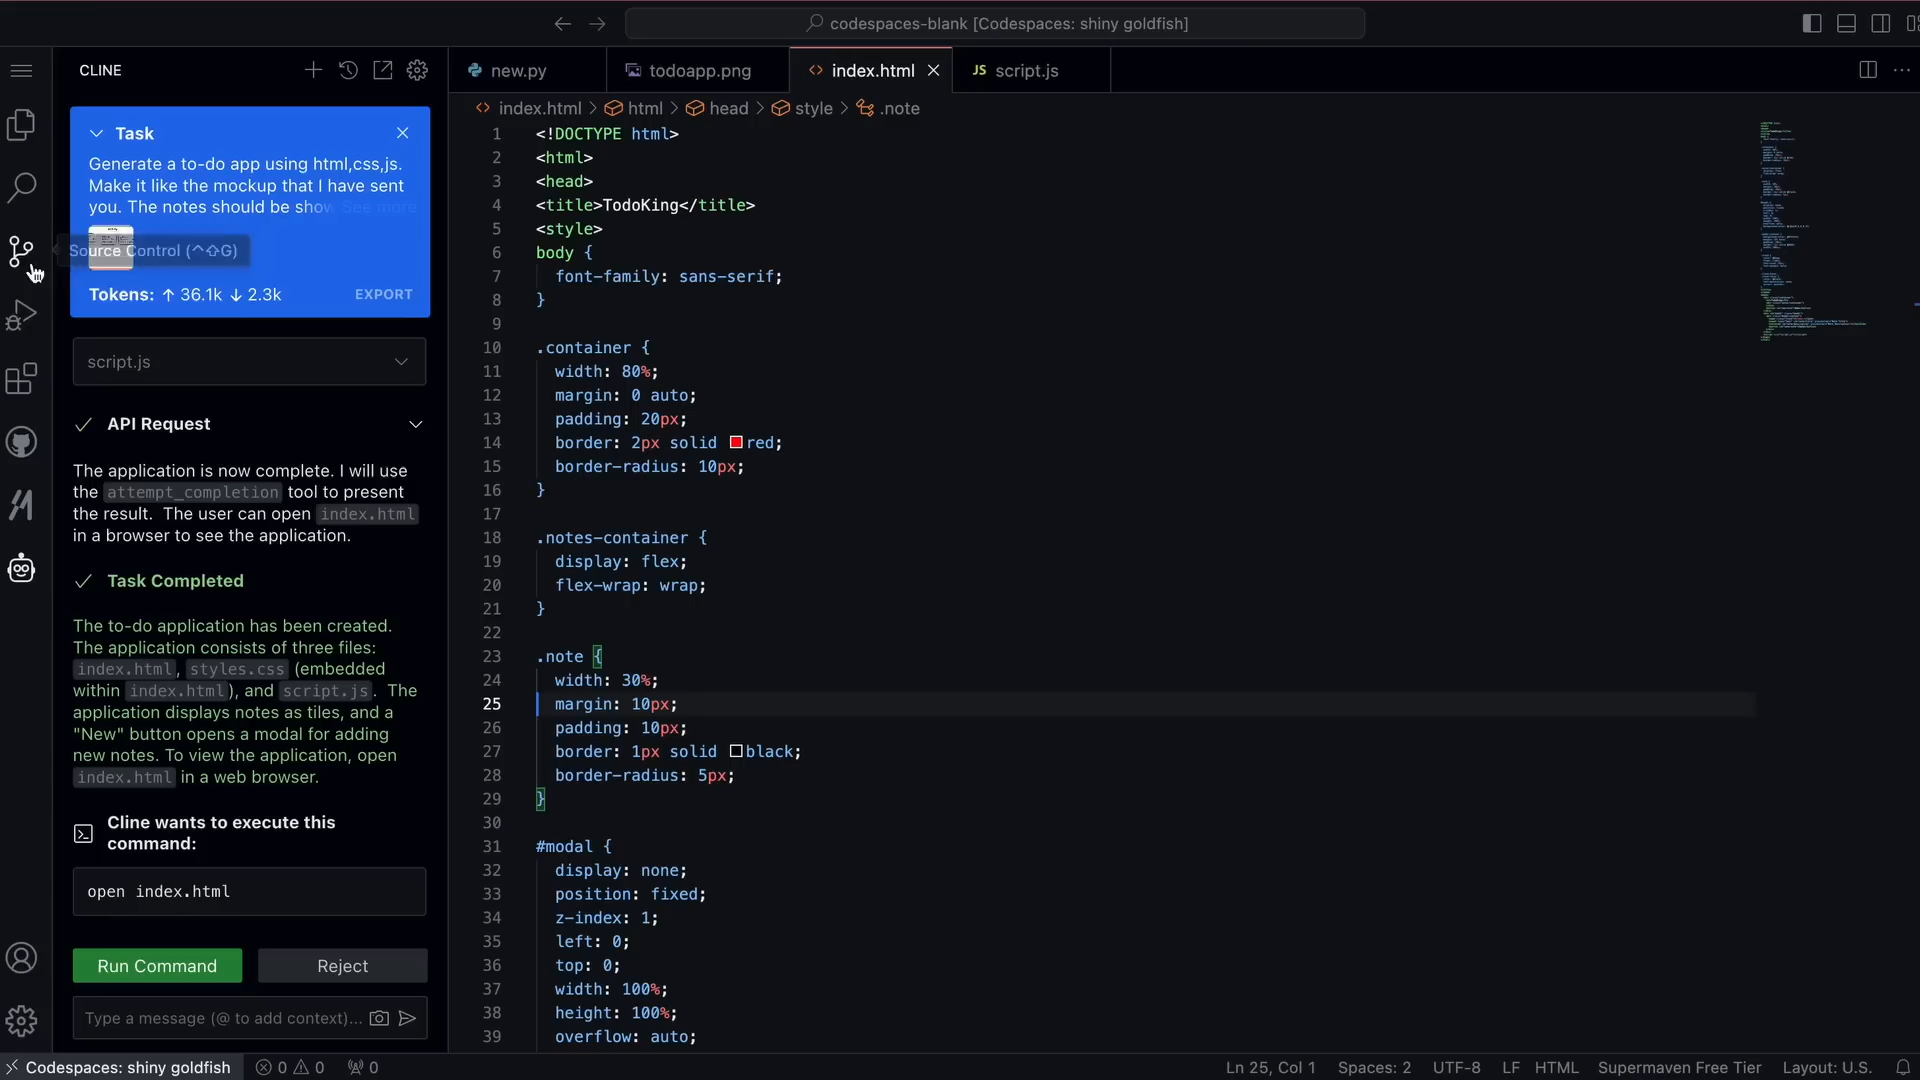 codespaces-blank [Codespaces: shiny goldfish]
CLINE
Task
Generate a to-do app using html,css,js.
Make it like the mockup that I have sent
you. The notes should be show See more
Source Control (^⇧G)
Tokens: ↑ 36.1k ↓ 2.3k
EXPORT
script.js
API Request
The application is now complete. I will use
the attempt_completion tool to present
the result. The user can open index.html
in a browser to see the application.
Task Completed
The to-do application has been created.
The application consists of three files:
index.html, styles.css (embedded
within index.html), and script.js. The
application displays notes as tiles, and a
"New" button opens a modal for adding
new notes. To view the application, open
index.html in a web browser.
Cline wants to execute this
command:
open index.html
Run Command
Reject
Type a message (@ to add context)...
new.py
todoapp.png
index.html
JS script.js
index.html > html > head > style > .note
1 <!DOCTYPE html>
2 <html>
3 <head>
4 <title>TodoKing</title>
5 <style>
6 body {
7 font-family: sans-serif;
8 }
9
10 .container {
11 width: 80%;
12 margin: 0 auto;
13 padding: 20px;
14 border: 2px solid red;
15 border-radius: 10px;
16 }
17
18 .notes-container {
19 display: flex;
20 flex-wrap: wrap;
21 }
22
23 .note {
24 width: 30%;
25 margin: 10px;
26 padding: 10px;
27 border: 1px solid black;
28 border-radius: 5px;
29 }
30
31 #modal {
32 display: none;
33 position: fixed;
34 z-index: 1;
35 left: 0;
36 top: 0;
37 width: 100%;
38 height: 100%;
39 overflow: auto;
Codespaces: shiny goldfish
0 0
0
Ln 25, Col 1
Spaces: 2
UTF-8
LF
HTML
Supermaven Free Tier
Layout: U.S.